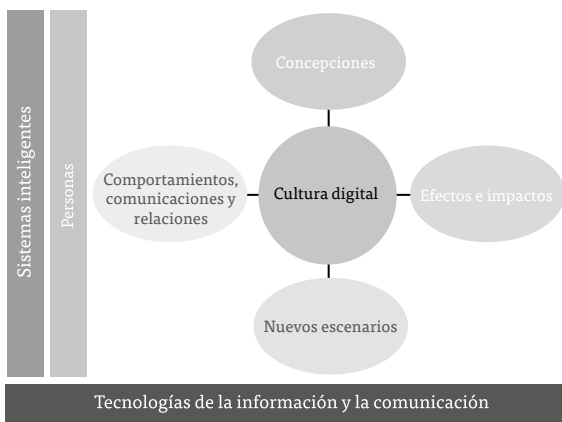 Sistemas inteligentes
Personas
Concepciones
Comportamientos,
comunicaciones y
relaciones
Cultura digital
Efectos e impactos
Nuevos escenarios
Tecnologías de la información y la comunicación